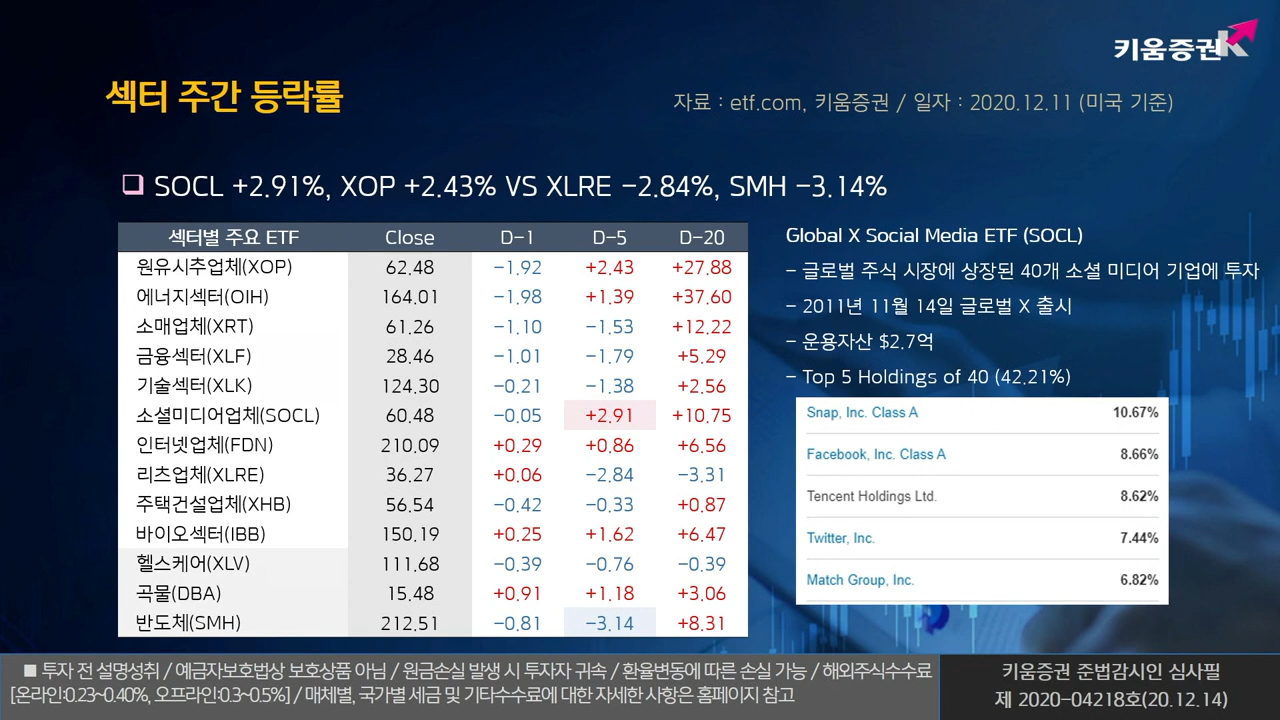 키움증권
섹터 주간 등락률
자료 : etf.com, 키움증권 / 일자 : 2020.12.11 (미국 기준)
❑ SOCL +2.91%, XOP +2.43% VS XLRE −2.84%, SMH −3.14%
섹터별 주요 ETF Close D−1 D−5 D−20
원유시추업체(XOP) 62.48 −1.92 +2.43 +27.88
에너지섹터(OIH) 164.01 −1.98 +1.39 +37.60
소매업체(XRT) 61.26 −1.10 −1.53 +12.22
금융섹터(XLF) 28.46 −1.01 −1.79 +5.29
기술섹터(XLK) 124.30 −0.21 −1.38 +2.56
소셜미디어업체(SOCL) 60.48 −0.05 +2.91 +10.75
인터넷업체(FDN) 210.09 +0.29 +0.86 +6.56
리츠업체(XLRE) 36.27 +0.06 −2.84 −3.31
주택건설업체(XHB) 56.54 −0.42 −0.33 +0.87
바이오섹터(IBB) 150.19 +0.25 +1.62 +6.47
헬스케어(XLV) 111.68 −0.39 −0.76 −0.39
곡물(DBA) 15.48 +0.91 +1.18 +3.06
반도체(SMH) 212.51 −0.81 −3.14 +8.31
Global X Social Media ETF (SOCL)
− 글로벌 주식 시장에 상장된 40개 소셜 미디어 기업에 투자
− 2011년 11월 14일 글로벌 X 출시
− 운용자산 $2.7억
− Top 5 Holdings of 40 (42.21%)
Snap, Inc. Class A 10.67%
Facebook, Inc. Class A 8.66%
Tencent Holdings Ltd. 8.62%
Twitter, Inc. 7.44%
Match Group, Inc. 6.82%
■ 투자 전 설명성취 / 예금자보호법상 보호상품 아님 / 원금손실 발생 시 투자자 귀속 / 환율변동에 따른 손실 가능 / 해외주식수수료
[온라인:0.23~0.40%, 오프라인:0.3~0.5%] / 매체별, 국가별 세금 및 기타수수료에 대한 자세한 사항은 홈페이지 참고
키움증권 준법감시인 심사필
제 2020−04218호(20.12.14)